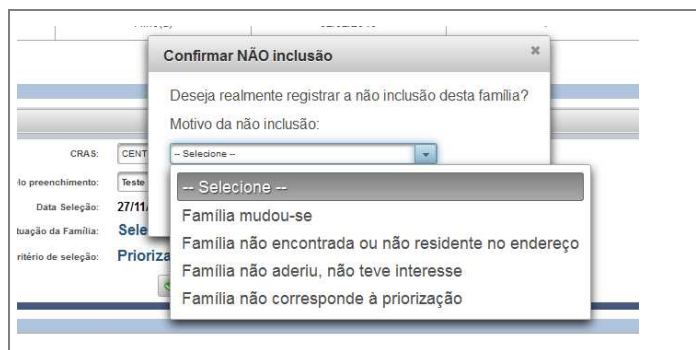 Confirmar NÃO inclusão
Deseja realmente registrar a não inclusão desta família?
Motivo da não inclusão:
CRAS:
CENT
-- Selecione --
lo preenchimento:
Teste
-- Selecione --
Data Seleção:
27/11/
Família mudou-se
tuação da Família:
Sele
Família não encontrada ou não residente no endereço
ritério de seleção:
Prioriza
Família não aderiu, não teve interesse
Família não corresponde à priorização